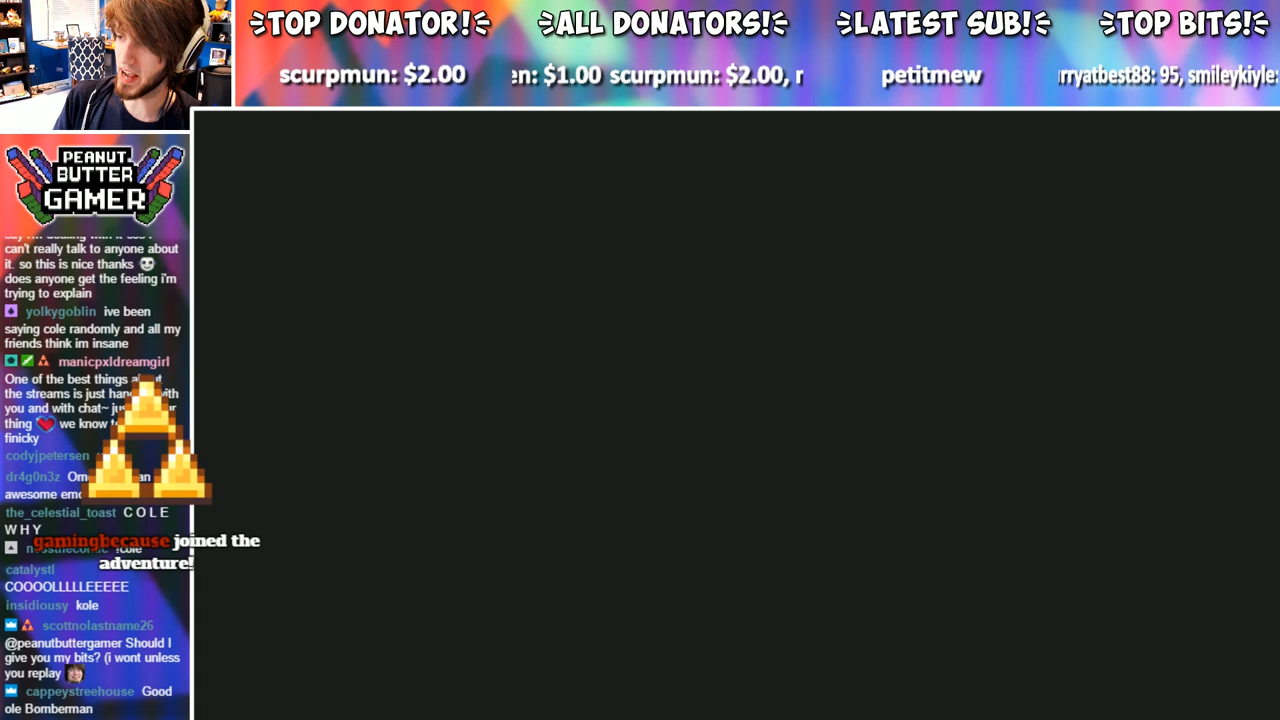 TOP DONATOR!
ALL DONATORS!
LATEST SUB!
TOP BITS!
scurpmun: $2.00
en: $1.00 scurpmun: $2.00, r
petitmew
rryatbest88: 95, smileykiyle:
PEANUT
BUTTER
GAMER
can't really talk to anyone about
it. so this is nice thanks
does anyone get the feeling i'm
trying to explain
yolkygoblin ive been
saying cole randomly and all my
friends think im insane
manicpxldreamgirl
One of the best things
the streams is just with
you and with chat~
thing we know
finicky
codyjpetersen
dr4g0n3z
awesome
the_celestial_toast C O L E
W H Y
!cole
gamingbecause joined the
adventure!
catalystl
COOOOLLLLLEEEEE
insidiousy kole
scottnolastname26
@peanutbuttergamer Should I
give you my bits? (i wont unless
you replay
cappeystreehouse Good
ole Bomberman